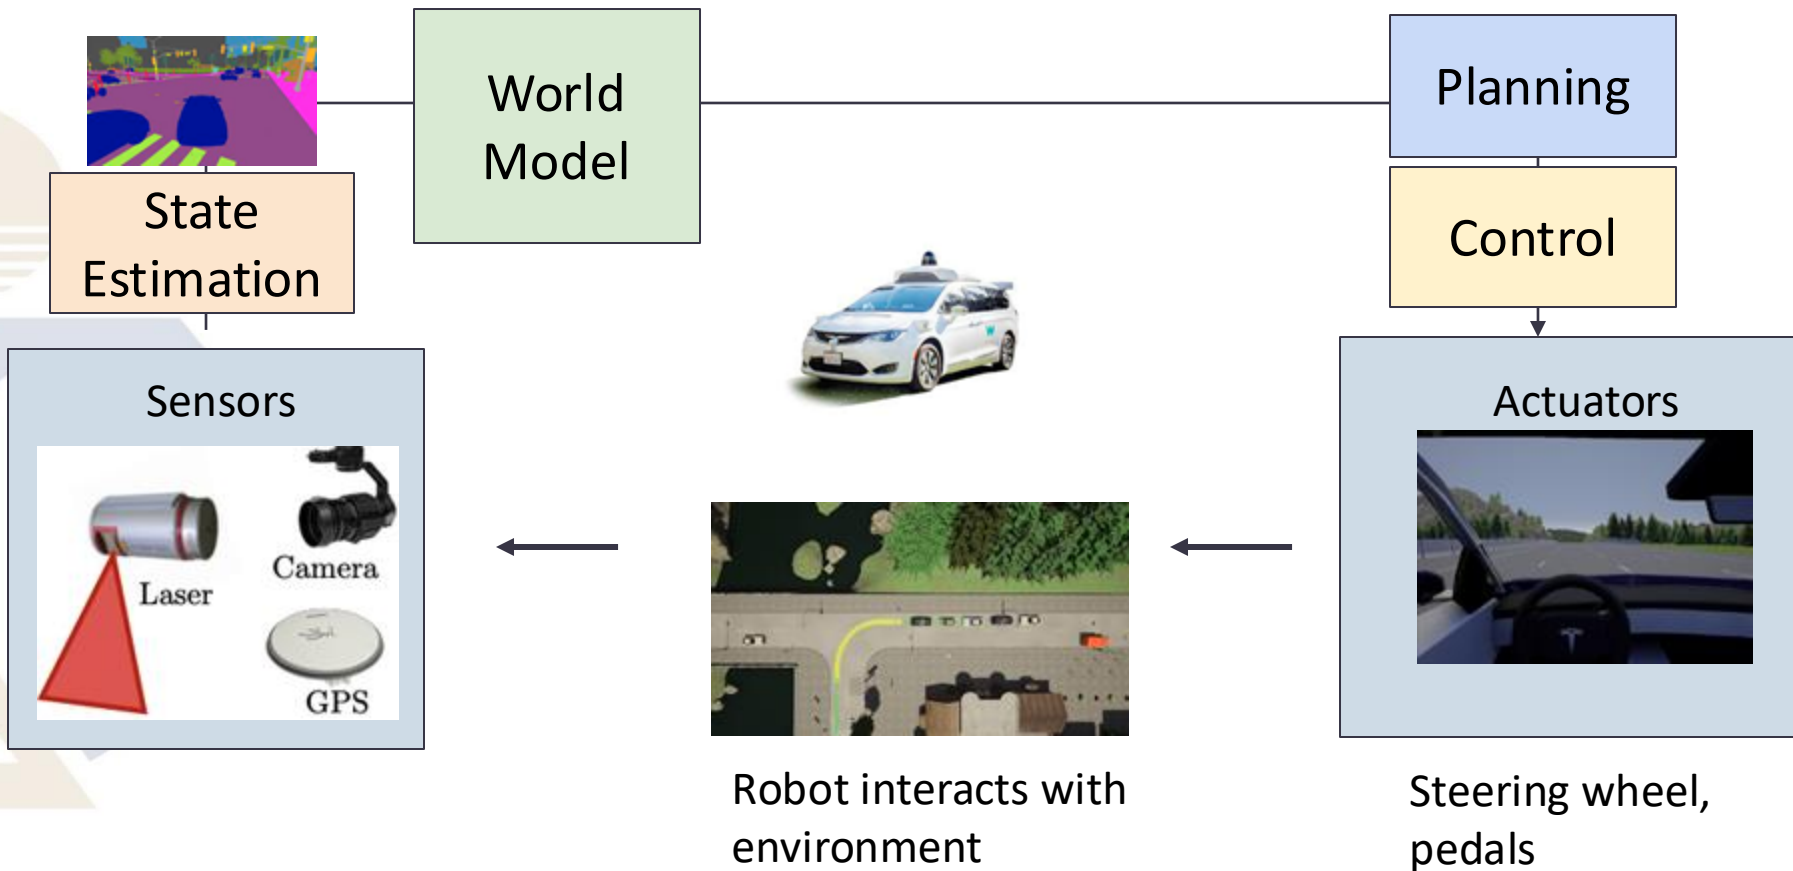 World
Model
Planning
State
Estimation
Control
Sensors
Laser
Camera
GPS
Actuators
Robot interacts with
environment
Steering wheel,
pedals